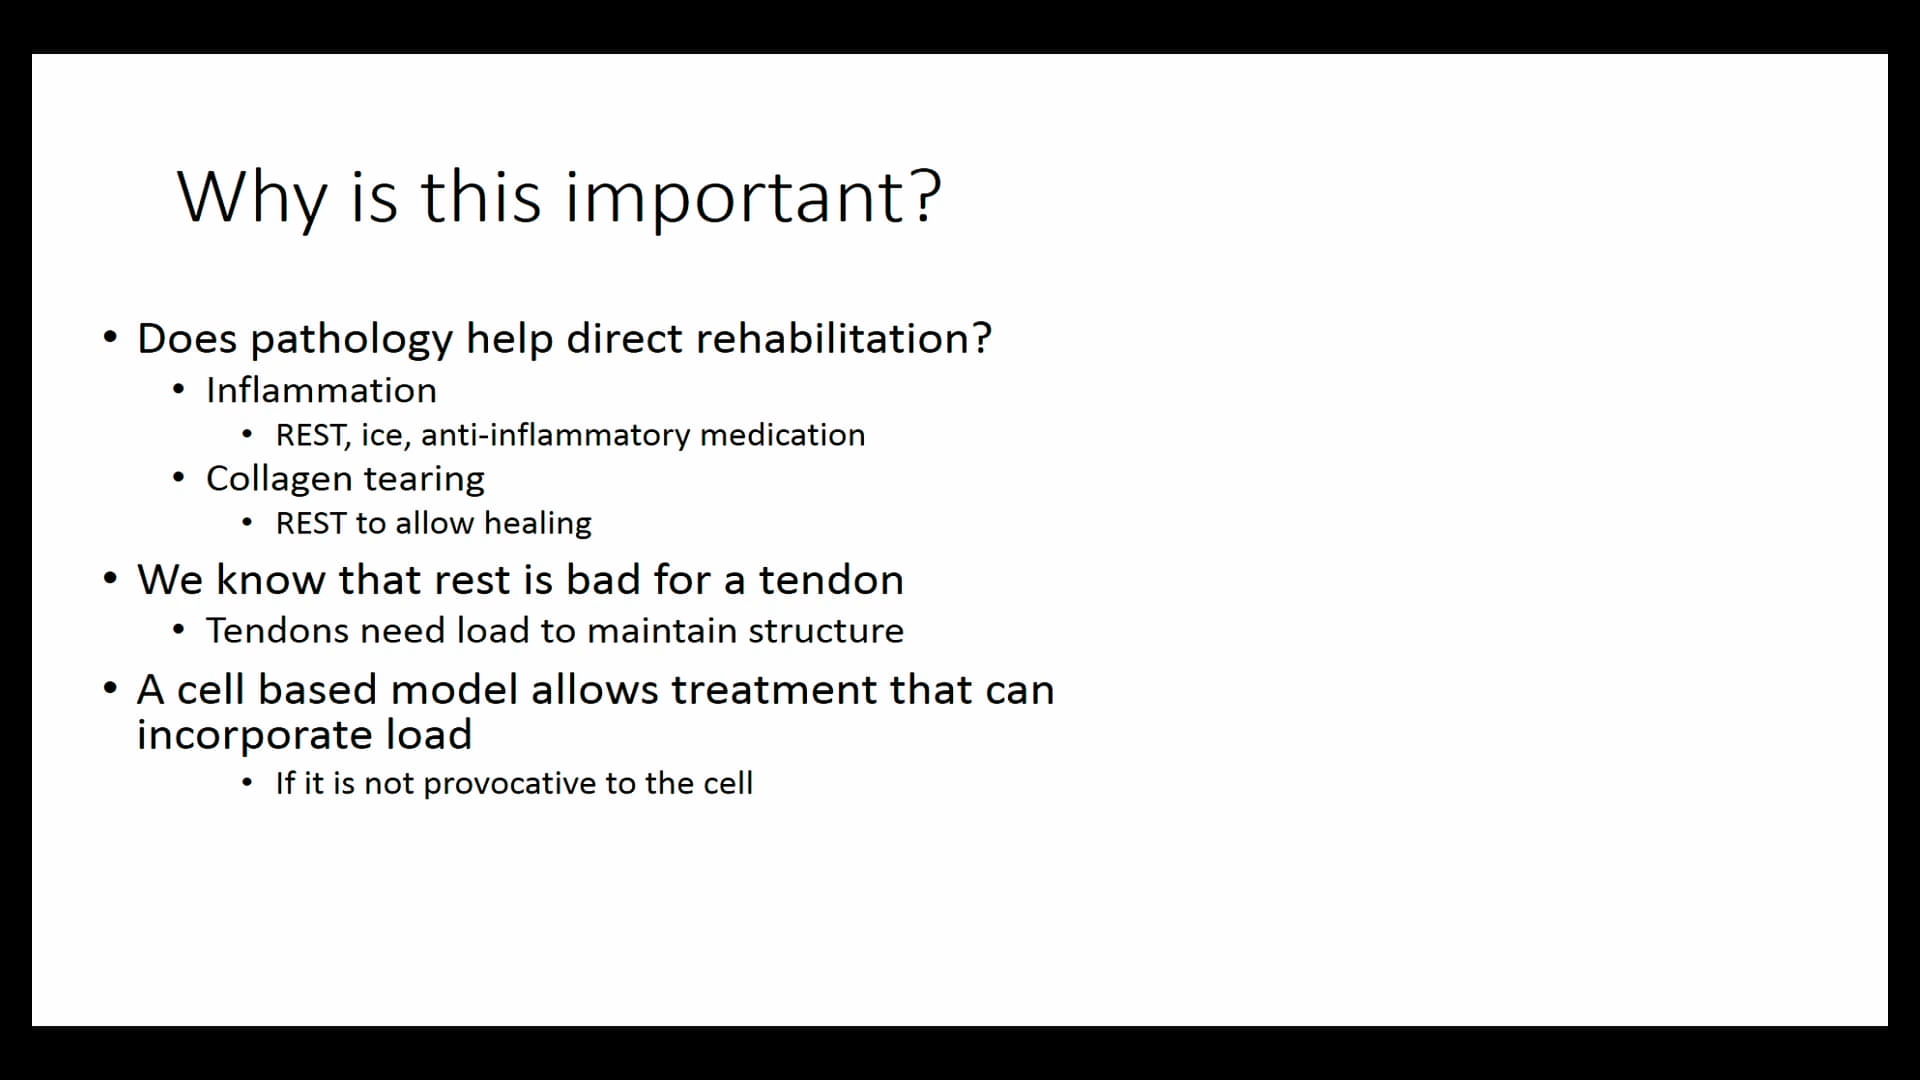 Why is this important?
• Does pathology help direct rehabilitation?
• Inflammation
• REST, ice, anti-inflammatory medication
• Collagen tearing
• REST to allow healing
• We know that rest is bad for a tendon
• Tendons need load to maintain structure
• A cell based model allows treatment that can
incorporate load
• If it is not provocative to the cell